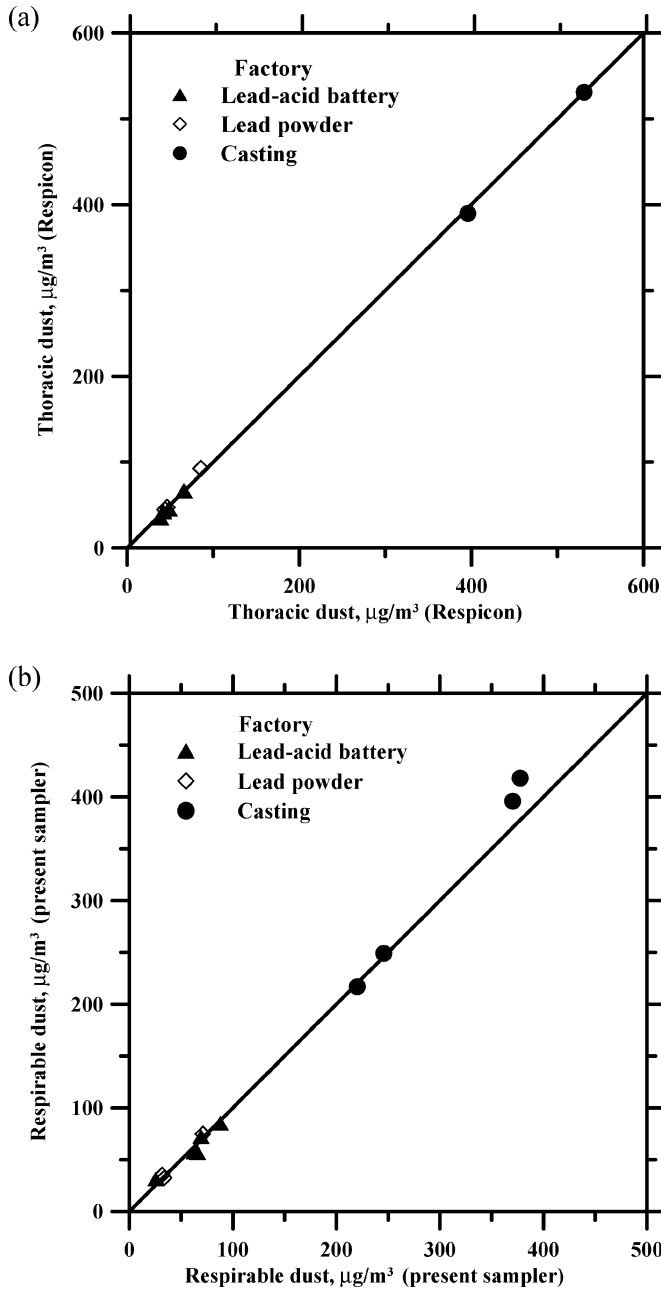 (a)
600
400
200
0
Thoracic dust, μg/m³ (Respicon)
Factory
Lead-acid battery
Lead powder
Casting
0 200 400 600
Thoracic dust, μg/m³ (Respicon)
(b)
500
400
300
200
100
0
Respirable dust, μg/m³ (present sampler)
Factory
Lead-acid battery
Lead powder
Casting
0 100 200 300 400 500
Respirable dust, μg/m³ (present sampler)